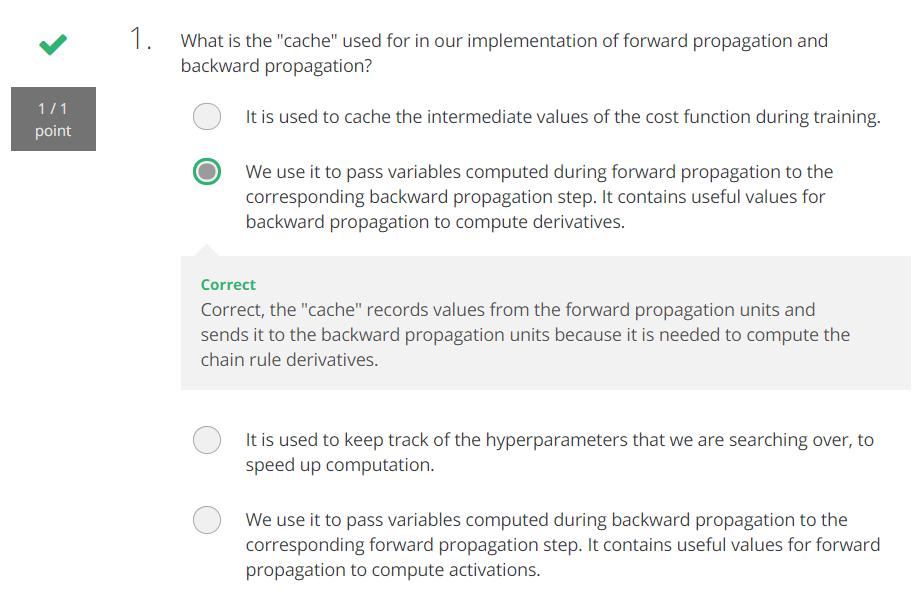 1.
What is the "cache" used for in our implementation of forward propagation and
backward propagation?
1 / 1
point
It is used to cache the intermediate values of the cost function during training.
We use it to pass variables computed during forward propagation to the
corresponding backward propagation step. It contains useful values for
backward propagation to compute derivatives.
Correct
Correct, the "cache" records values from the forward propagation units and
sends it to the backward propagation units because it is needed to compute the
chain rule derivatives.
It is used to keep track of the hyperparameters that we are searching over, to
speed up computation.
We use it to pass variables computed during backward propagation to the
corresponding forward propagation step. It contains useful values for forward
propagation to compute activations.